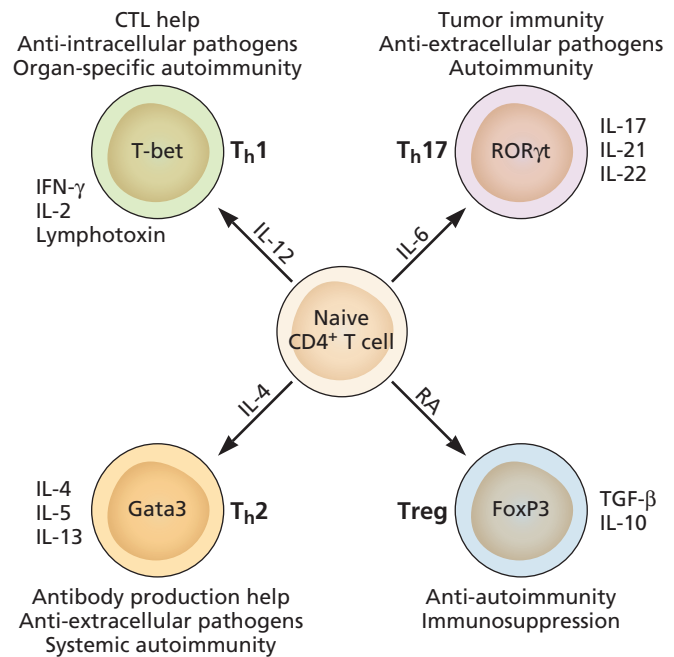 CTL help
Anti-intracellular pathogens
Organ-specific autoimmunity
T-bet
Tₕ1
IFN-γ
IL-2
Lymphotoxin
IL-12
Tumor immunity
Anti-extracellular pathogens
Autoimmunity
Tₕ17
RORγt
IL-17
IL-21
IL-22
IL-6
Naive
CD4⁺ T cell
IL-4
RA
IL-4
IL-5
IL-13
Gata3
Tₕ2
Antibody production help
Anti-extracellular pathogens
Systemic autoimmunity
Treg
FoxP3
TGF-β
IL-10
Anti-autoimmunity
Immunosuppression